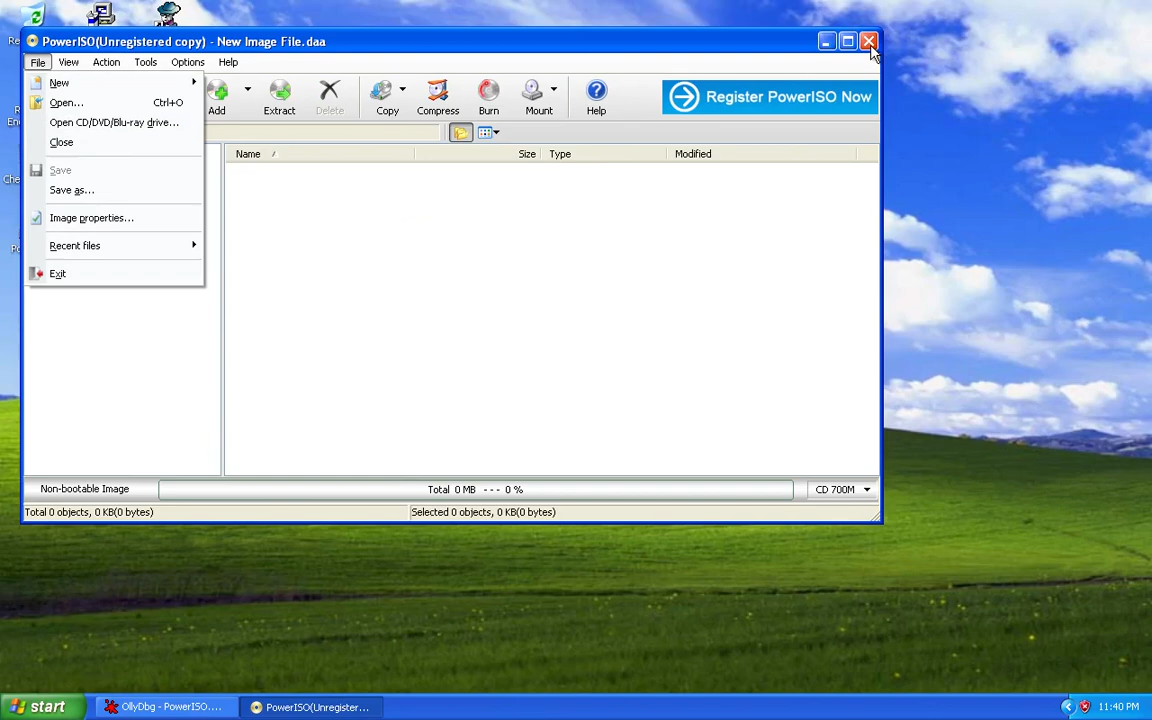 PowerISO(Unregistered copy) - New Image File.daa
File View Action Tools Options Help
New
Open... Ctrl+O
Open CD/DVD/Blu-ray drive...
Close
Save
Save as...
Image properties...
Recent files
Exit
Add Extract Delete Copy Compress Burn Mount Help
Register PowerISO Now
Name Size Type Modified
Non-bootable Image Total 0 MB --- 0 % CD 700M
Total 0 objects, 0 KB(0 bytes) Selected 0 objects, 0 KB(0 bytes)
start OllyDbg - PowerISO.... PowerISO(Unregister... 11:40 PM